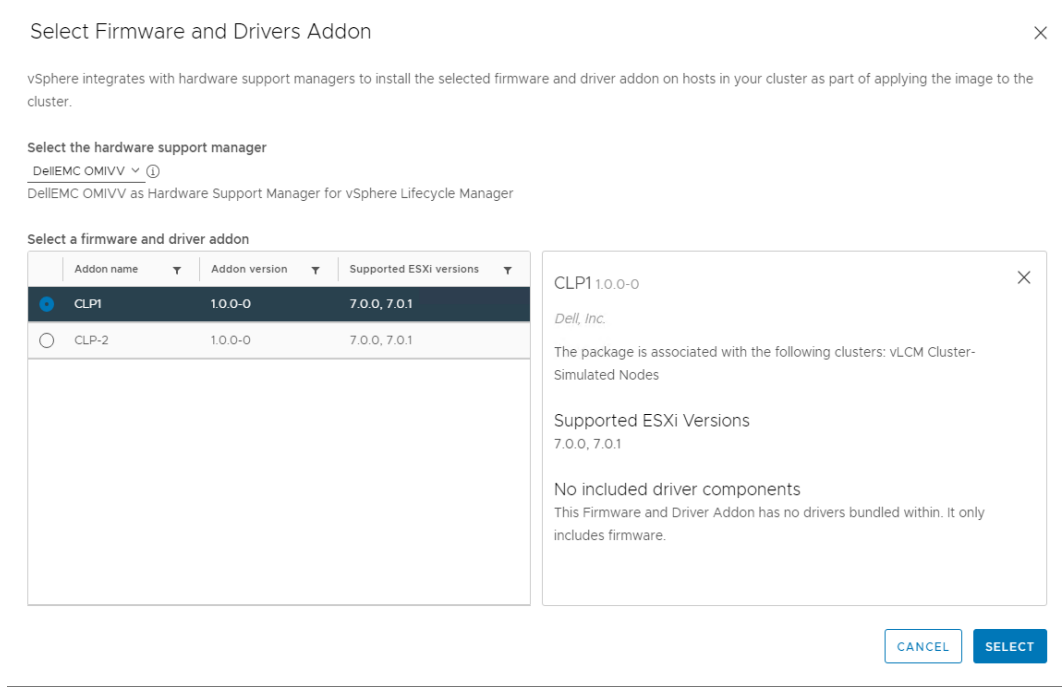 Select Firmware and Drivers Addon
vSphere integrates with hardware support managers to install the selected firmware and driver addon on hosts in your cluster as part of applying the image to the
cluster.
Select the hardware support manager
DellEMC OMIVV
DellEMC OMIVV as Hardware Support Manager for vSphere Lifecycle Manager
Select a firmware and driver addon
Addon name Addon version Supported ESXi versions
CLP1 1.0.0-0 7.0.0, 7.0.1
CLP-2 1.0.0-0 7.0.0, 7.0.1
CLP1 1.0.0-0
Dell, Inc.
The package is associated with the following clusters: vLCM Cluster-
Simulated Nodes
Supported ESXi Versions
7.0.0, 7.0.1
No included driver components
This Firmware and Driver Addon has no drivers bundled within. It only
includes firmware.
CANCEL SELECT